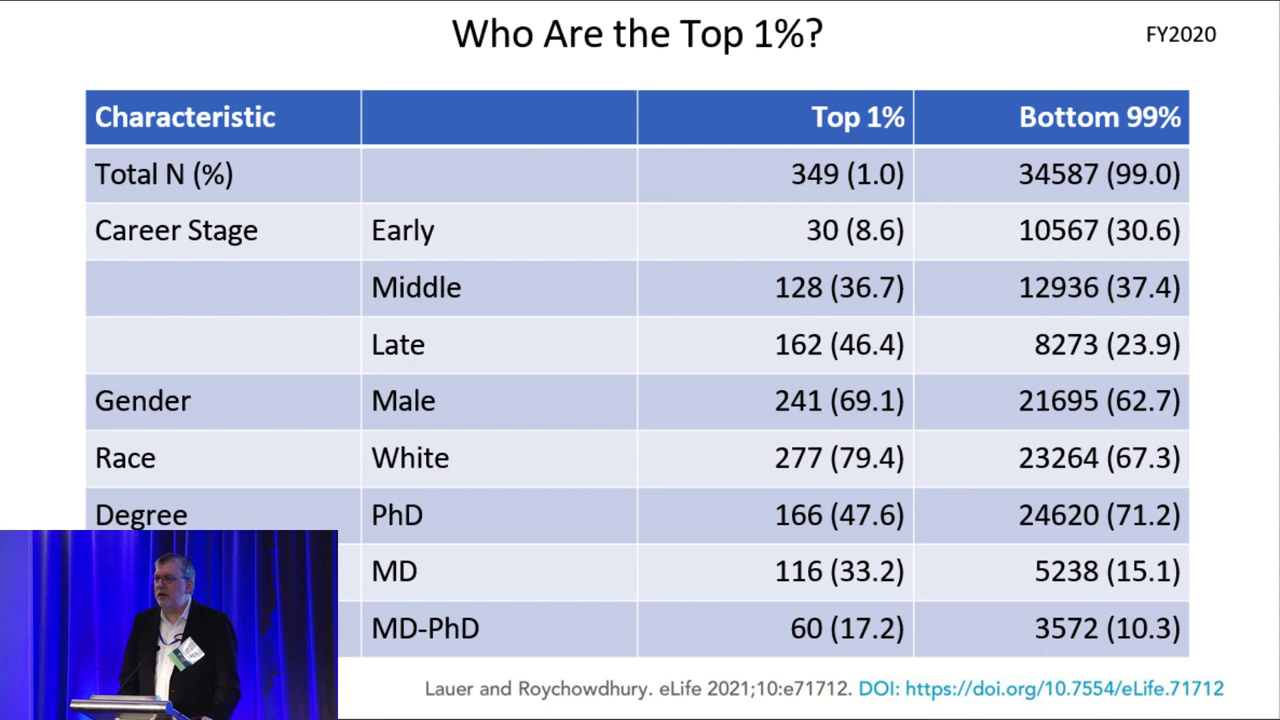 Who Are the Top 1%?
FY2020
Characteristic Top 1% Bottom 99%
Total N (%) 349 (1.0) 34587 (99.0)
Career Stage Early 30 (8.6) 10567 (30.6)
Middle 128 (36.7) 12936 (37.4)
Late 162 (46.4) 8273 (23.9)
Gender Male 241 (69.1) 21695 (62.7)
Race White 277 (79.4) 23264 (67.3)
Degree PhD 166 (47.6) 24620 (71.2)
MD 116 (33.2) 5238 (15.1)
MD-PhD 60 (17.2) 3572 (10.3)
Lauer and Roychowdhury. eLife 2021;10:e71712. DOI: https://doi.org/10.7554/eLife.71712